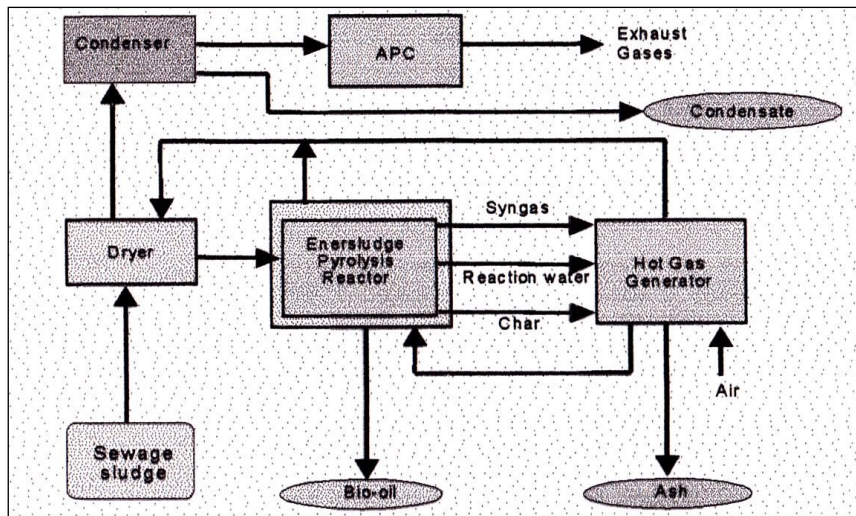 Condenser
APC
Exhaust
Gases
Condensate
Syngas
Dryer
Enersludge
Pyrolysis
Reactor
Reaction water
Hot Gas
Generator
Char
Air
Sewage
sludge
Bio-oil
Ash